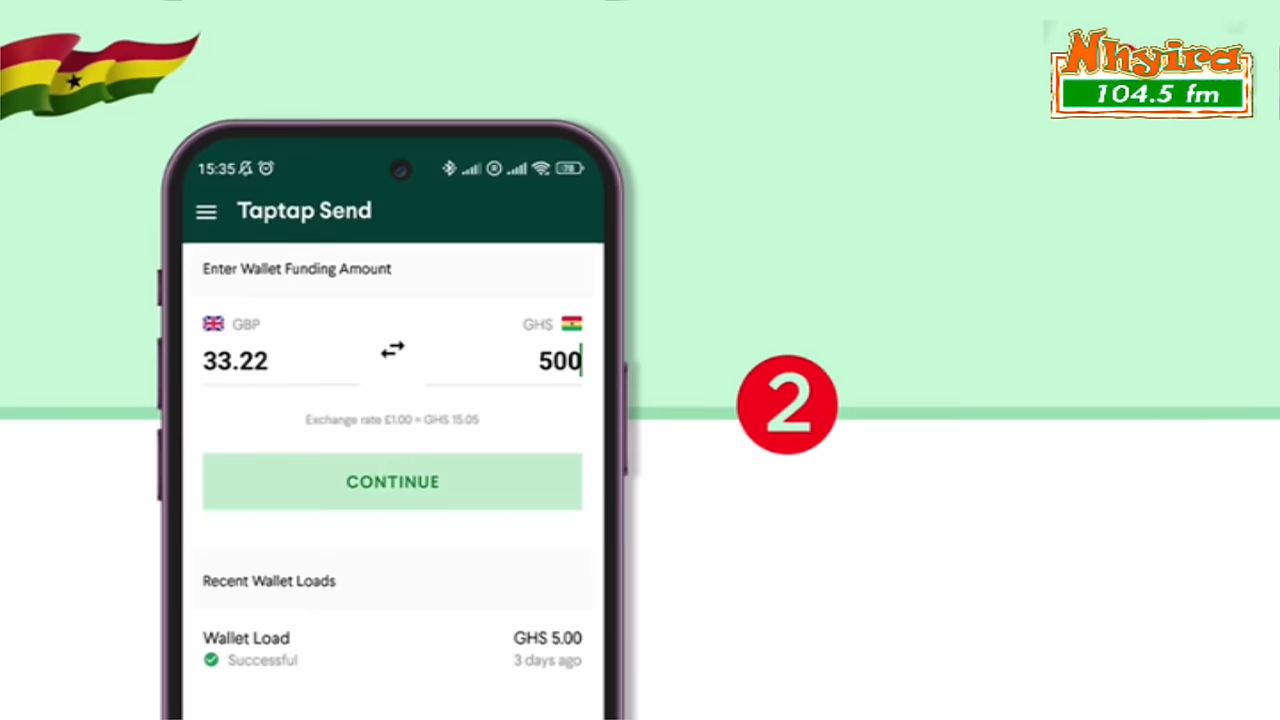 Nhyira
104.5 fm
15:35
78
Taptap Send
Enter Wallet Funding Amount
GBP
GHS
33.22
500
Exchange rate £1.00 = GHS 15.05
2
CONTINUE
Recent Wallet Loads
Wallet Load
GHS 5.00
Successful
3 days ago